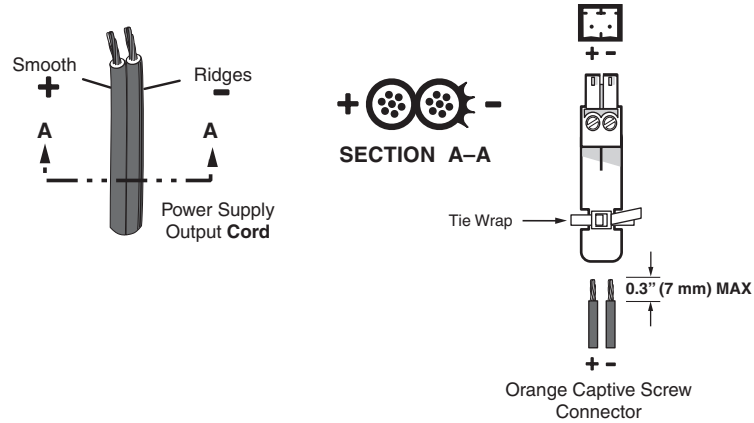 Smooth
Ridges
+
-
A
A
Power Supply
Output Cord
+
-
SECTION A–A
+ -
Tie Wrap
0.3” (7 mm) MAX
+ -
Orange Captive Screw
Connector